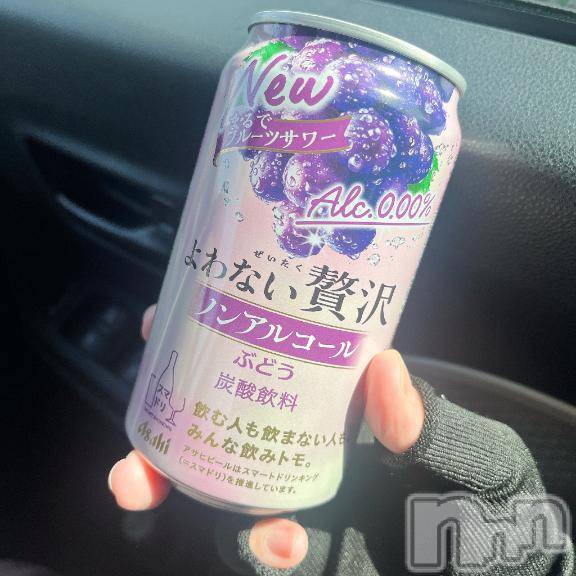 New
まるで
フルーツサワー
Alc.0.00%
ぜいたく
よわない贅沢
ノンアルコール
ぶどう
炭酸飲料
スマ
ドリ
飲む人も飲まない人も
みんな飲みトモ。
アサヒビールはスマートドリンキング
(=スマドリ)を推進しています。
Asahi